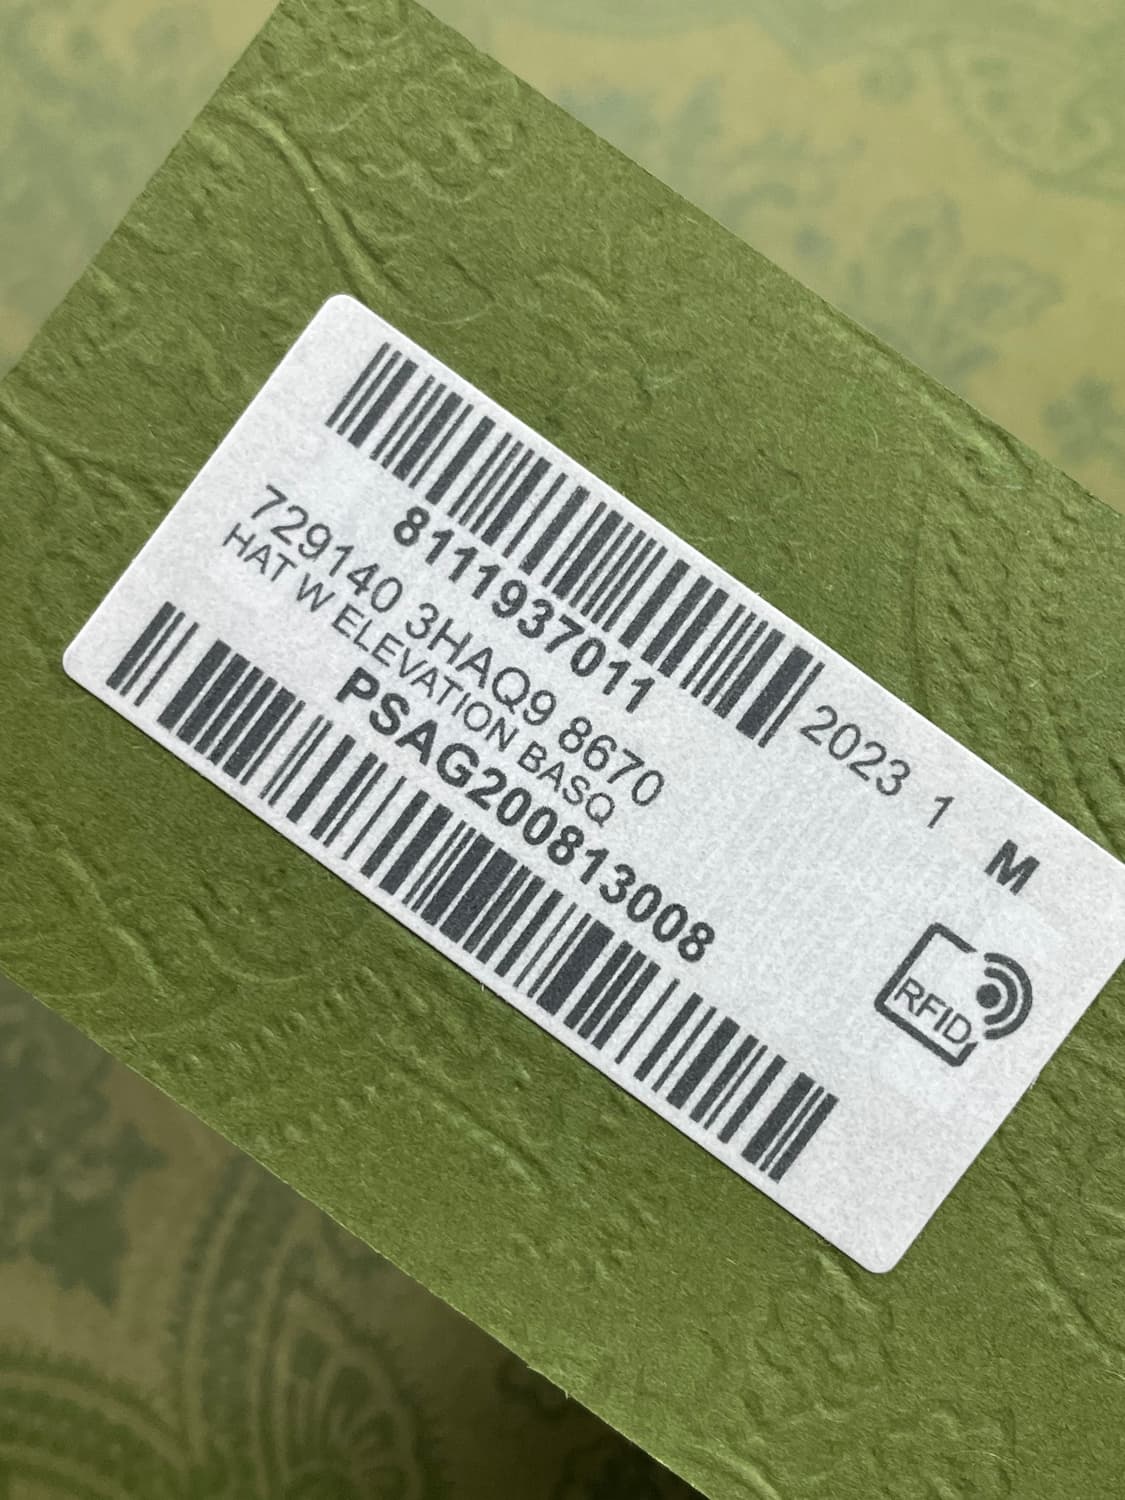 8111937011
2023 1 M
729140 3HAQ9 8670
HAT W ELEVATION BASQ
PSAG200813008
RFID